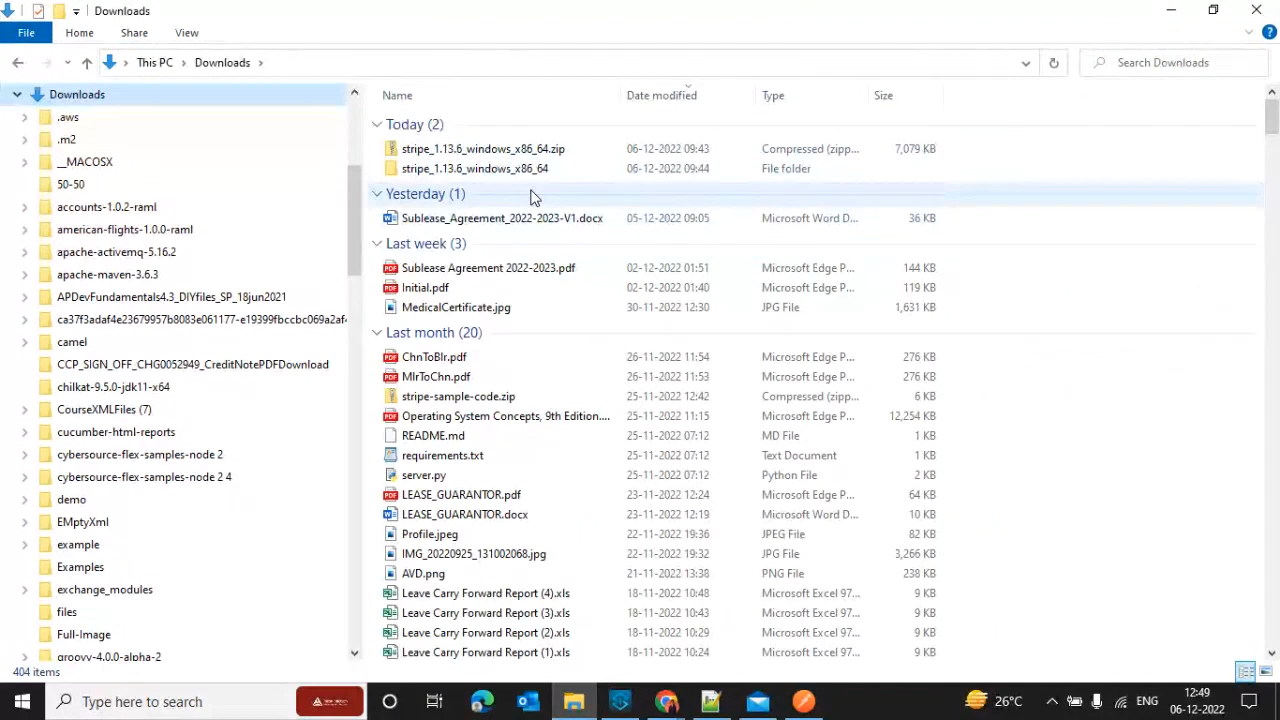 Downloads
File Home Share View
This PC Downloads Search Downloads
Downloads
.aws
.m2
__MACOSX
50-50
accounts-1.0.2-raml
american-flights-1.0.0-raml
apache-activemq-5.16.2
apache-maven-3.6.3
APDevFundamentals4.3_DIYfiles_SP_18jun2021
ca37f3adaf4e23679957b8083e061177-e19399fbccbc069a2af4
camel
CCP_SIGN_OFF_CHG0052949_CreditNotePDFDownload
chilkat-9.5.0-jdk11-x64
CourseXMLFiles (7)
cucumber-html-reports
cybersource-flex-samples-node 2
cybersource-flex-samples-node 2 4
demo
EMptyXml
example
Examples
exchange_modules
files
Full-Image
groovy-4.0.0-alpha-2
Name Date modified Type Size
Today (2)
stripe_1.13.6_windows_x86_64.zip 06-12-2022 09:43 Compressed (zipp... 7,079 KB
stripe_1.13.6_windows_x86_64 06-12-2022 09:44 File folder
Yesterday (1)
Sublease_Agreement_2022-2023-V1.docx 05-12-2022 09:05 Microsoft Word D... 36 KB
Last week (3)
Sublease Agreement 2022-2023.pdf 02-12-2022 01:51 Microsoft Edge P... 144 KB
Initial.pdf 02-12-2022 01:40 Microsoft Edge P... 119 KB
MedicalCertificate.jpg 30-11-2022 12:30 JPG File 1,631 KB
Last month (20)
ChnToBlr.pdf 26-11-2022 11:54 Microsoft Edge P... 276 KB
MlrToChn.pdf 26-11-2022 11:53 Microsoft Edge P... 276 KB
stripe-sample-code.zip 25-11-2022 12:42 Compressed (zipp... 6 KB
Operating System Concepts, 9th Edition.... 25-11-2022 11:15 Microsoft Edge P... 12,254 KB
README.md 25-11-2022 07:12 MD File 1 KB
requirements.txt 25-11-2022 07:12 Text Document 1 KB
server.py 25-11-2022 07:12 Python File 2 KB
LEASE_GUARANTOR.pdf 23-11-2022 12:24 Microsoft Edge P... 64 KB
LEASE_GUARANTOR.docx 23-11-2022 12:19 Microsoft Word D... 10 KB
Profile.jpeg 22-11-2022 19:36 JPEG File 82 KB
IMG_20220925_131002068.jpg 22-11-2022 19:32 JPG File 3,266 KB
AVD.png 21-11-2022 13:38 PNG File 238 KB
Leave Carry Forward Report (4).xls 18-11-2022 10:48 Microsoft Excel 97... 9 KB
Leave Carry Forward Report (3).xls 18-11-2022 10:43 Microsoft Excel 97... 9 KB
Leave Carry Forward Report (2).xls 18-11-2022 10:29 Microsoft Excel 97... 9 KB
Leave Carry Forward Report (1).xls 18-11-2022 10:24 Microsoft Excel 97... 9 KB
404 items
Type here to search 26°C ENG 12:49
06-12-2022